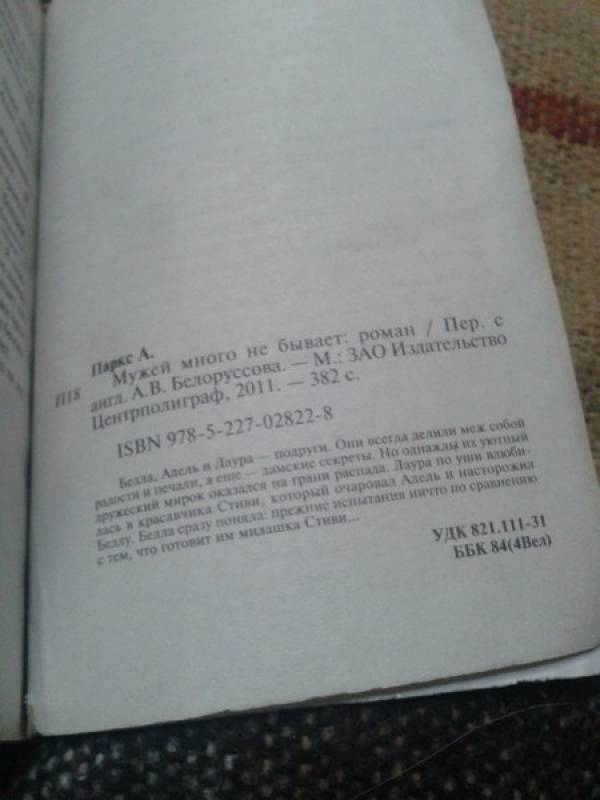 Паркс А.
П18
Мужей много не бывает: роман / Пер. с
англ. А.В. Белоруссова. — М.: ЗАО Издательство
Центрполиграф, 2011. — 382 с.
ISBN 978-5-227-02822-8
Белла, Адель и Лаура — подруги. Они всегда делили меж собой
радости и печали, а еще — дамские секреты. Но однажды их уютный
дружеский мирок оказался на грани распада. Лаура по уши влюби-
лась в красавчика Стиви, который очаровал Адель и насторожил
Беллу. Белла сразу поняла: прежние испытания ничто по сравнению
с тем, что готовит им милашка Стиви...
УДК 821.111-31
ББК 84(4Вел)